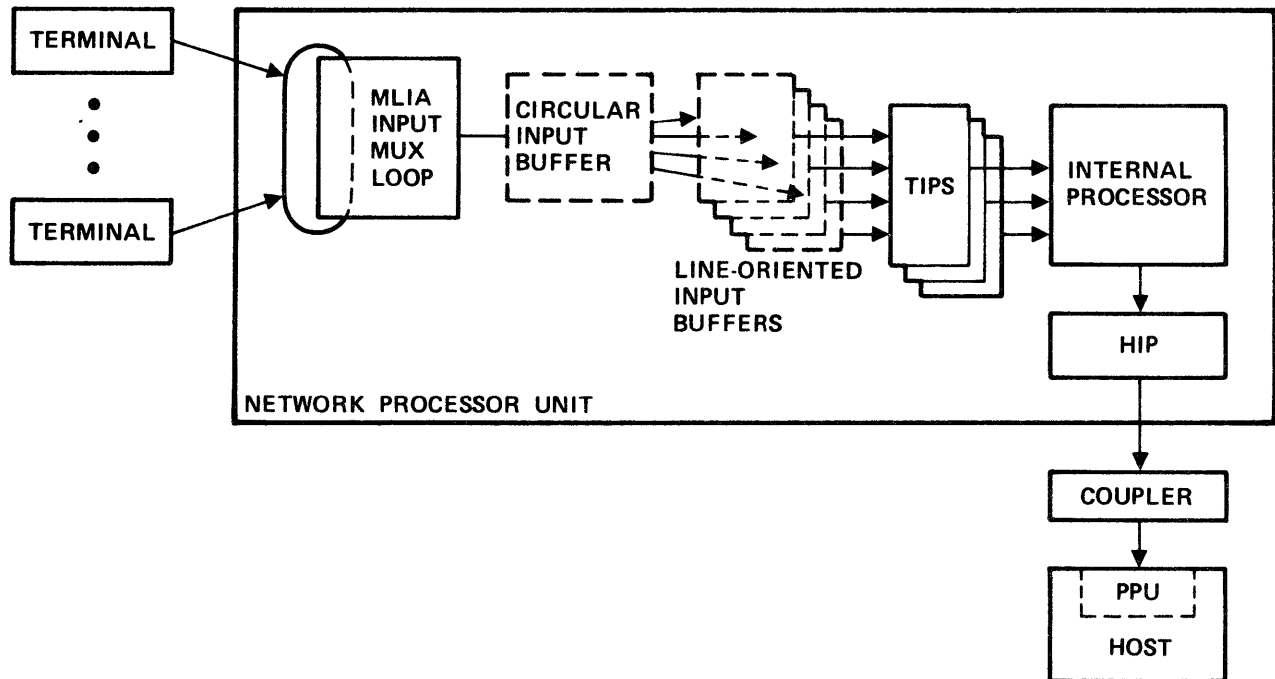 TERMINAL
TERMINAL
MLIA
INPUT
MUX
LOOP
CIRCULAR
INPUT
BUFFER
LINE-ORIENTED
INPUT
BUFFERS
TIPS
INTERNAL
PROCESSOR
HIP
NETWORK PROCESSOR UNIT
COUPLER
PPU
HOST